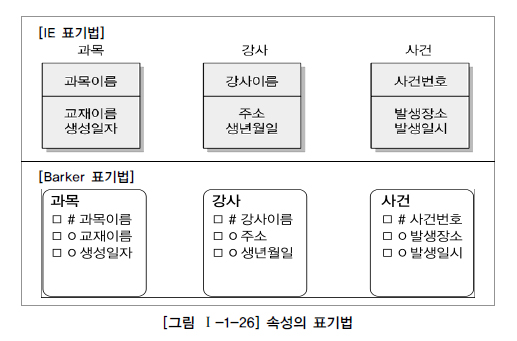 [IE 표기법]
과목 강사 사건
과목이름 강사이름 사건번호
교재이름 주소 발생장소
생성일자 생년월일 발생일시
[Barker 표기법]
과목 강사 사건
□ # 과목이름 □ # 강사이름 □ # 사건번호
□ o 교재이름 □ o 주소 □ o 발생장소
□ o 생성일자 □ o 생년월일 □ o 발생일시
[그림 Ⅰ-1-26] 속성의 표기법